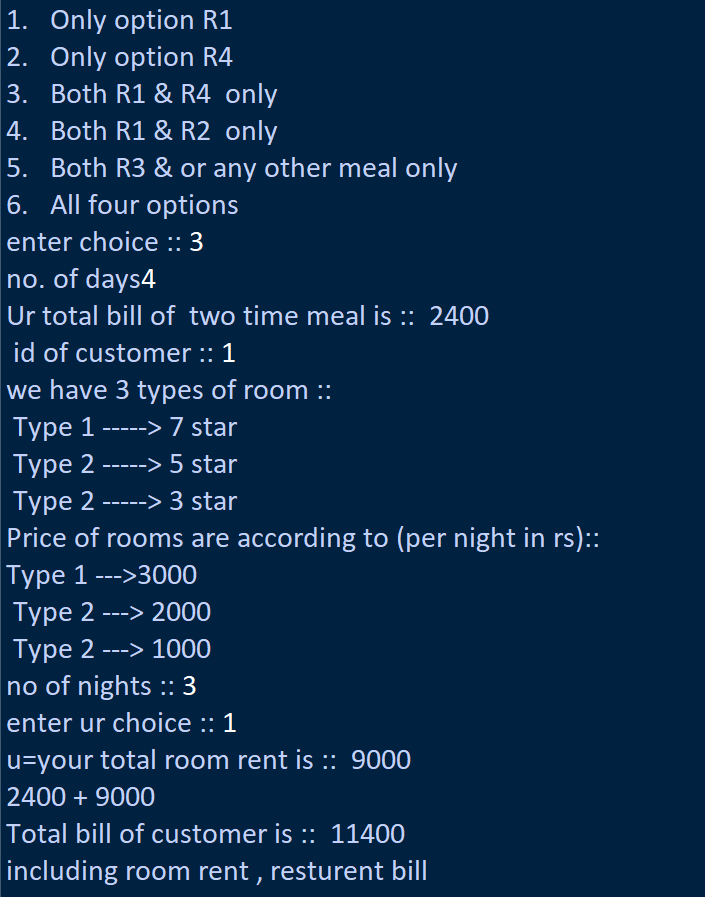 1. Only option R1
2. Only option R4
3. Both R1 & R4 only
4. Both R1 & R2 only
5. Both R3 & or any other meal only
6. All four options
enter choice :: 3
no. of days4
Ur total bill of two time meal is :: 2400
id of customer :: 1
we have 3 types of room ::
Type 1 -----> 7 star
Type 2 -----> 5 star
Type 2 -----> 3 star
Price of rooms are according to (per night in rs)::
Type 1 --->3000
Type 2 ---> 2000
Type 2 ---> 1000
no of nights :: 3
enter ur choice :: 1
u=your total room rent is :: 9000
2400 + 9000
Total bill of customer is :: 11400
including room rent , resturent bill